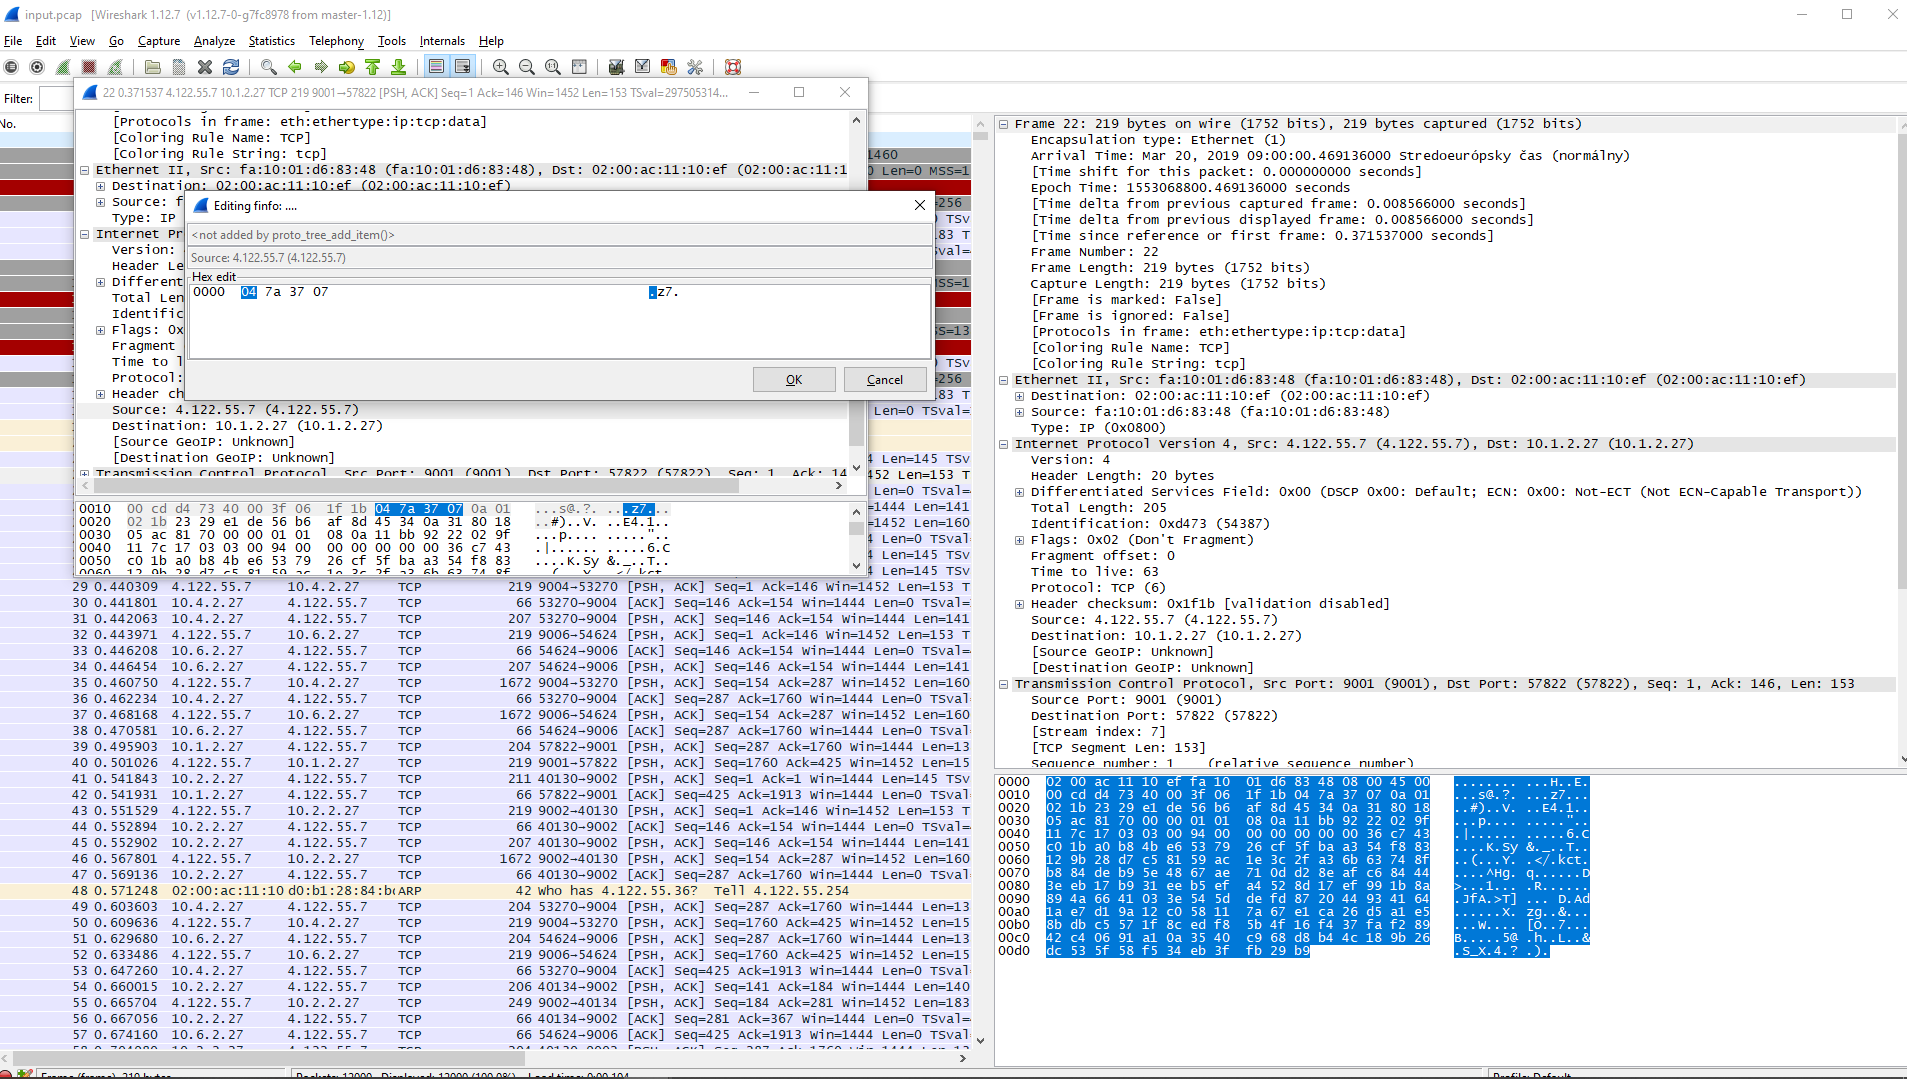 input.pcap [Wireshark 1.12.7 (v1.12.7-0-g7fc8978 from master-1.12)]
File Edit View Go Capture Analyze Statistics Telephony Tools Internals Help
Filter:
No.
22 0.371537 4.122.55.7 10.1.2.27 TCP 219 9001→57822 [PSH, ACK] Seq=1 Ack=146 Win=1452 Len=153 TSval=297505314...
[Protocols in frame: eth:ethertype:ip:tcp:data]
[Coloring Rule Name: TCP]
[Coloring Rule String: tcp]
Ethernet II, Src: fa:10:01:d6:83:48 (fa:10:01:d6:83:48), Dst: 02:00:ac:11:10:ef (02:00:ac:11:1
Destination: 02:00:ac:11:10:ef (02:00:ac:11:10:ef)
Source: f
Type: IP
Internet Pr
Version:
Header Le
Different
Total Len
Identific
Flags: 0x
Fragment
Time to l
Protocol:
Header ch
Source: 4.122.55.7 (4.122.55.7)
Destination: 10.1.2.27 (10.1.2.27)
[Source GeoIP: Unknown]
[Destination GeoIP: Unknown]
Transmission Control Protocol, Src Port: 9001 (9001), Dst Port: 57822 (57822), Seq: 1, Ack: 14
Editing finfo: ....
<not added by proto_tree_add_item()>
Source: 4.122.55.7 (4.122.55.7)
Hex edit
0000 04 7a 37 07 .z7.
OK Cancel
0010 00 cd d4 73 40 00 3f 06 1f 1b 04 7a 37 07 0a 01 ...s@.?. ...z7...
0020 02 1b 23 29 e1 de 56 b6 af 8d 45 34 0a 31 80 18 ..#)..V. ..E4.1..
0030 05 ac 81 70 00 00 01 01 08 0a 11 bb 92 22 02 9f ...p.... ....."..
0040 11 7c 17 03 03 00 94 00 00 00 00 00 00 36 c7 43 .|...... .....6.C
0050 c0 1b a0 b8 4b e6 53 79 26 cf 5f ba a3 54 f8 83 ....K.Sy &._..T..
1460
0 Len=0 MSS=1
=256
0 TSv
183 TS
TSval=
SS=1
SS=13
0 TSv
=256
83 T
Len=0 TSval=
4 Len=145 TS
452 Len=153 T
4 Len=0 TSva
4 Len=141 TS
1452 Len=160
44 Len=0 TSv
4 Len=145 TS
4 Len=145 TS
29 0.440309 4.122.55.7 10.4.2.27 TCP 219 9004→53270 [PSH, ACK] Seq=1 Ack=146 Win=1452 Len=153 T
30 0.441801 10.4.2.27 4.122.55.7 TCP 66 53270→9004 [ACK] Seq=146 Ack=154 Win=1444 Len=0 TSval=
31 0.442063 10.4.2.27 4.122.55.7 TCP 207 53270→9004 [PSH, ACK] Seq=146 Ack=154 Win=1444 Len=141
32 0.443971 4.122.55.7 10.6.2.27 TCP 219 9006→54624 [PSH, ACK] Seq=1 Ack=146 Win=1452 Len=153 T
33 0.446208 10.6.2.27 4.122.55.7 TCP 66 54624→9006 [ACK] Seq=146 Ack=154 Win=1444 Len=0 TSval=
34 0.446454 10.6.2.27 4.122.55.7 TCP 207 54624→9006 [PSH, ACK] Seq=146 Ack=154 Win=1444 Len=141
35 0.460750 4.122.55.7 10.4.2.27 TCP 1672 9004→53270 [PSH, ACK] Seq=154 Ack=287 Win=1452 Len=160
36 0.462234 10.4.2.27 4.122.55.7 TCP 66 53270→9004 [ACK] Seq=287 Ack=1760 Win=1444 Len=0 TSval
37 0.468168 4.122.55.7 10.6.2.27 TCP 1672 9006→54624 [PSH, ACK] Seq=154 Ack=287 Win=1452 Len=160
38 0.470581 10.6.2.27 4.122.55.7 TCP 66 54624→9006 [ACK] Seq=287 Ack=1760 Win=1444 Len=0 TSval
39 0.495903 10.1.2.27 4.122.55.7 TCP 204 57822→9001 [PSH, ACK] Seq=287 Ack=1760 Win=1444 Len=13
40 0.501026 4.122.55.7 10.1.2.27 TCP 219 9001→57822 [PSH, ACK] Seq=1760 Ack=425 Win=1452 Len=15
41 0.541843 10.2.2.27 4.122.55.7 TCP 211 40130→9002 [PSH, ACK] Seq=1 Ack=1 Win=1444 Len=145 TSv
42 0.541931 10.1.2.27 4.122.55.7 TCP 66 57822→9001 [ACK] Seq=425 Ack=1913 Win=1444 Len=0 TSval
43 0.551529 4.122.55.7 10.2.2.27 TCP 219 9002→40130 [PSH, ACK] Seq=1 Ack=146 Win=1452 Len=153 T
44 0.552894 10.2.2.27 4.122.55.7 TCP 66 40130→9002 [ACK] Seq=146 Ack=154 Win=1444 Len=0 TSval=
45 0.552902 10.2.2.27 4.122.55.7 TCP 207 40130→9002 [PSH, ACK] Seq=146 Ack=154 Win=1444 Len=141
46 0.567801 4.122.55.7 10.2.2.27 TCP 1672 9002→40130 [PSH, ACK] Seq=154 Ack=287 Win=1452 Len=160
47 0.569136 10.2.2.27 4.122.55.7 TCP 66 40130→9002 [ACK] Seq=287 Ack=1760 Win=1444 Len=0 TSval
48 0.571248 02:00:ac:11:10 d0:b1:28:84:b ARP 42 Who has 4.122.55.36? Tell 4.122.55.254
49 0.603604 10.4.2.27 4.122.55.7 TCP 204 53270→9004 [PSH, ACK] Seq=287 Ack=1760 Win=1444 Len=13
50 0.609636 4.122.55.7 10.4.2.27 TCP 219 9004→53270 [PSH, ACK] Seq=1760 Ack=425 Win=1452 Len=15
51 0.629680 10.6.2.27 4.122.55.7 TCP 204 54624→9006 [PSH, ACK] Seq=287 Ack=1760 Win=1444 Len=13
52 0.633486 4.122.55.7 10.6.2.27 TCP 219 9006→54624 [PSH, ACK] Seq=1760 Ack=425 Win=1452 Len=15
53 0.647260 10.4.2.27 4.122.55.7 TCP 66 53270→9004 [ACK] Seq=425 Ack=1913 Win=1444 Len=0 TSval
54 0.660015 10.2.2.27 4.122.55.7 TCP 206 40134→9002 [PSH, ACK] Seq=141 Ack=184 Win=1444 Len=140
55 0.665704 4.122.55.7 10.2.2.27 TCP 249 9002→40134 [PSH, ACK] Seq=184 Ack=281 Win=1452 Len=183
56 0.667056 10.2.2.27 4.122.55.7 TCP 66 40134→9002 [ACK] Seq=281 Ack=367 Win=1444 Len=0 TSval=
57 0.674160 10.6.2.27 4.122.55.7 TCP 66 54624→9006 [ACK] Seq=425 Ack=1913 Win=1444 Len=0 TSval
Frame 22: 219 bytes on wire (1752 bits), 219 bytes captured (1752 bits)
Encapsulation type: Ethernet (1)
Arrival Time: Mar 20, 2019 09:00:00.469136000 Stredoeurópsky čas (normálny)
[Time shift for this packet: 0.000000000 seconds]
Epoch Time: 1553068800.469136000 seconds
[Time delta from previous captured frame: 0.008566000 seconds]
[Time delta from previous displayed frame: 0.008566000 seconds]
[Time since reference or first frame: 0.371537000 seconds]
Frame Number: 22
Frame Length: 219 bytes (1752 bits)
Capture Length: 219 bytes (1752 bits)
[Frame is marked: False]
[Frame is ignored: False]
[Protocols in frame: eth:ethertype:ip:tcp:data]
[Coloring Rule Name: TCP]
[Coloring Rule String: tcp]
Ethernet II, Src: fa:10:01:d6:83:48 (fa:10:01:d6:83:48), Dst: 02:00:ac:11:10:ef (02:00:ac:11:10:ef)
Destination: 02:00:ac:11:10:ef (02:00:ac:11:10:ef)
Source: fa:10:01:d6:83:48 (fa:10:01:d6:83:48)
Type: IP (0x0800)
Internet Protocol Version 4, Src: 4.122.55.7 (4.122.55.7), Dst: 10.1.2.27 (10.1.2.27)
Version: 4
Header Length: 20 bytes
Differentiated Services Field: 0x00 (DSCP 0x00: Default; ECN: 0x00: Not-ECT (Not ECN-Capable Transport))
Total Length: 205
Identification: 0xd473 (54387)
Flags: 0x02 (Don't Fragment)
Fragment offset: 0
Time to live: 63
Protocol: TCP (6)
Header checksum: 0x1f1b [validation disabled]
Source: 4.122.55.7 (4.122.55.7)
Destination: 10.1.2.27 (10.1.2.27)
[Source GeoIP: Unknown]
[Destination GeoIP: Unknown]
Transmission Control Protocol, Src Port: 9001 (9001), Dst Port: 57822 (57822), Seq: 1, Ack: 146, Len: 153
Source Port: 9001 (9001)
Destination Port: 57822 (57822)
[Stream index: 7]
[TCP Segment Len: 153]
Sequence number: 1 (relative sequence number)
0000 02 00 ac 11 10 ef fa 10 01 d6 83 48 08 00 45 00 ........ ...H..E.
0010 00 cd d4 73 40 00 3f 06 1f 1b 04 7a 37 07 0a 01 ...s@.?. ...z7...
0020 02 1b 23 29 e1 de 56 b6 af 8d 45 34 0a 31 80 18 ..#)..V. ..E4.1..
0030 05 ac 81 70 00 00 01 01 08 0a 11 bb 92 22 02 9f ...p.... ....."..
0040 11 7c 17 03 03 00 94 00 00 00 00 00 00 36 c7 43 .|...... .....6.C
0050 c0 1b a0 b8 4b e6 53 79 26 cf 5f ba a3 54 f8 83 ....K.Sy &._..T..
0060 12 9b 28 d7 c5 81 59 ac 1e 3c 2f a3 6b 63 74 8f ..(...Y. .</.kct.
0070 b8 84 de b9 5e 48 67 ae 71 0d d2 8e af c6 84 44 ....^Hg. q......D
0080 3e eb 17 b9 31 ee b5 ef a4 52 8d 17 ef 99 1b 8a >...1... .R......
0090 89 4a 66 41 03 3e 54 5d de fd 87 20 44 93 41 64 .JfA.>T] ... D.Ad
00a0 1a e7 d1 9a 12 c0 58 11 7a 67 e1 ca 26 d5 a1 e5 ......X. zg..&...
00b0 8b db c5 57 1f 8c ed f8 5b 4f 16 f4 37 fa f2 89 ...W.... [O..7...
00c0 42 c4 06 91 a1 0a 35 40 c9 68 d8 b4 4c 18 9b 26 B.....5@ .h..L..&
00d0 dc 53 5f 58 f5 34 eb 3f fb 29 b9 .S_X.4.? .).